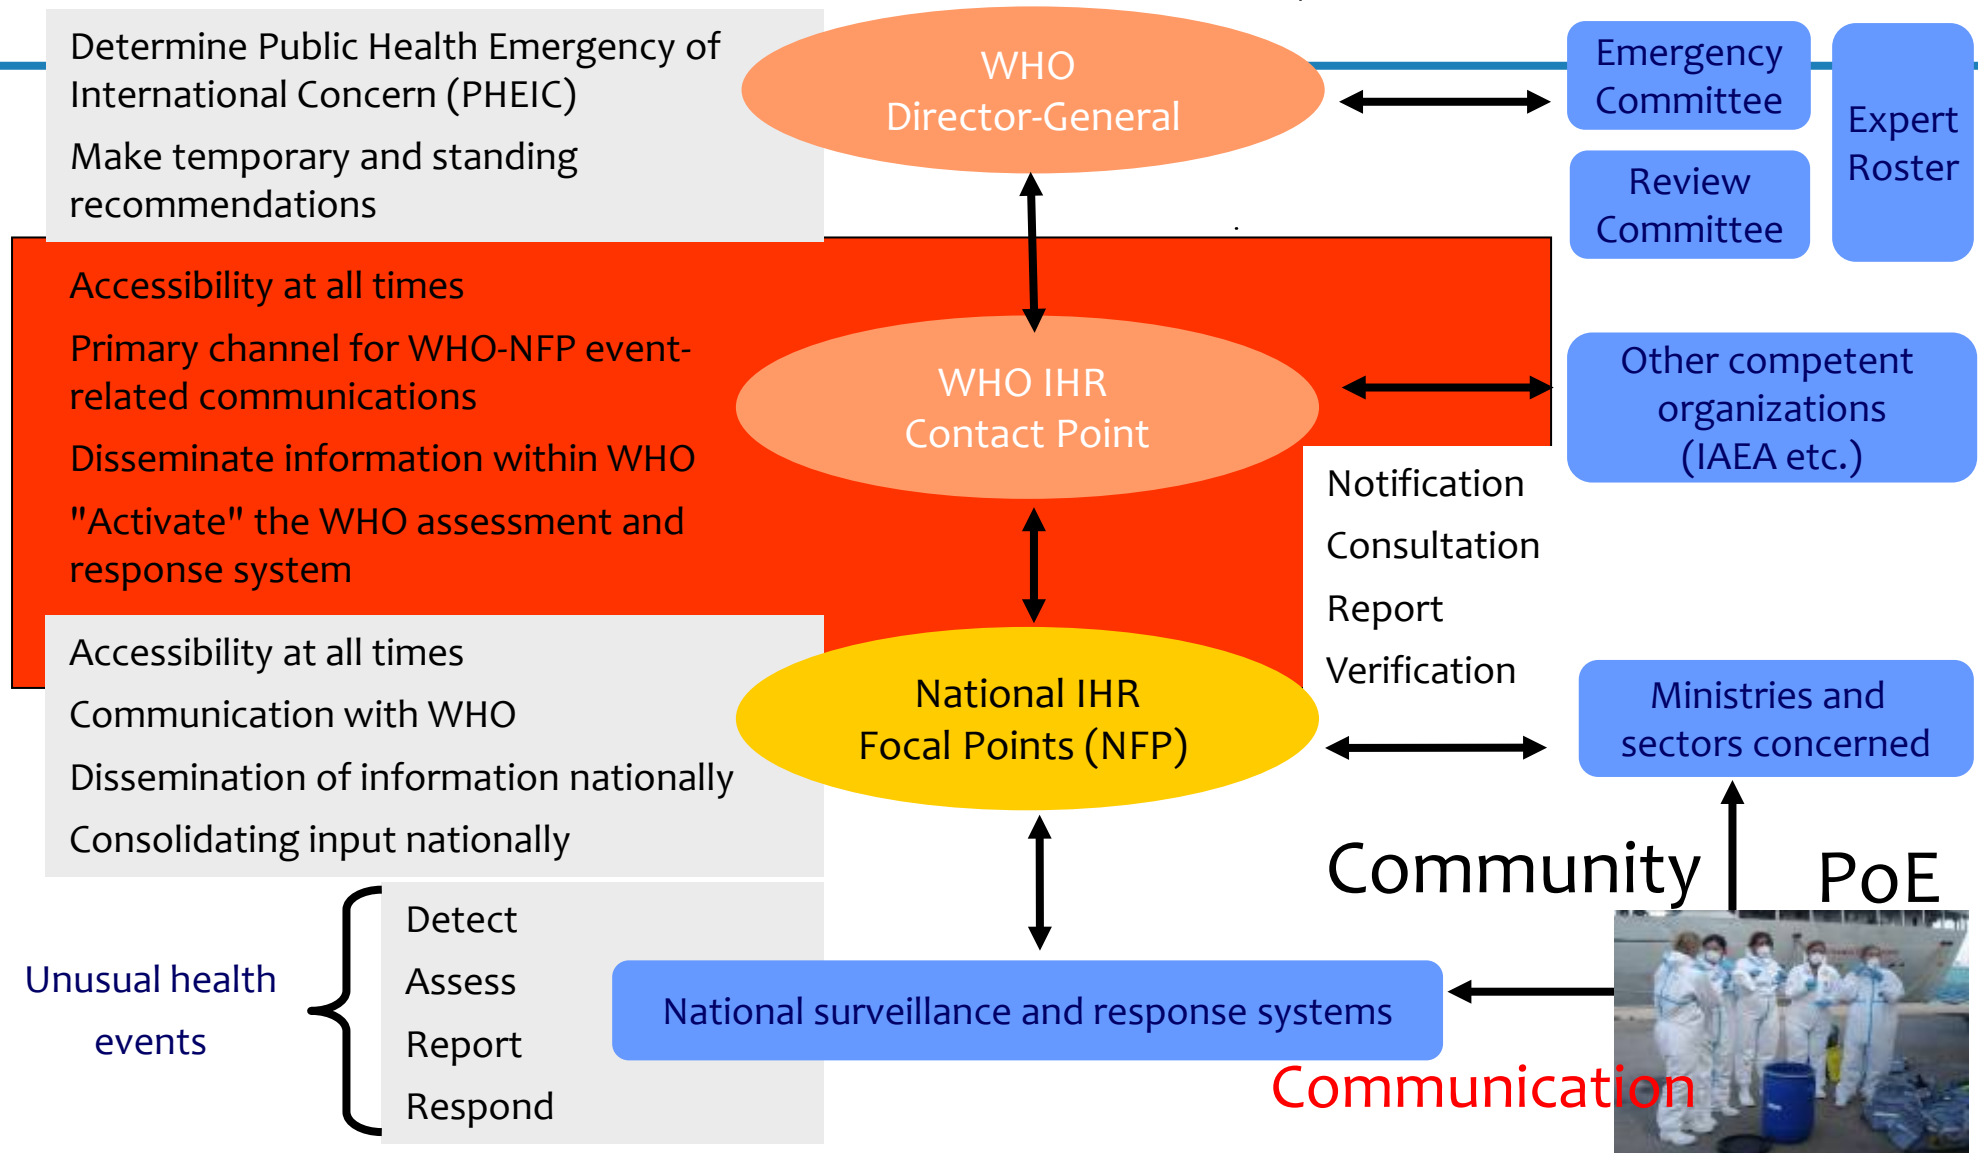 Determine Public Health Emergency of
International Concern (PHEIC)
Make temporary and standing
recommendations
WHO
Director-General
Emergency
Committee
Expert
Roster
Review
Committee
Accessibility at all times
Primary channel for WHO-NFP event-
related communications
Disseminate information within WHO
"Activate" the WHO assessment and
response system
WHO IHR
Contact Point
Other competent
organizations
(IAEA etc.)
Notification
Consultation
Report
Verification
Accessibility at all times
Communication with WHO
Dissemination of information nationally
Consolidating input nationally
National IHR
Focal Points (NFP)
Ministries and
sectors concerned
Community
PoE
Unusual health
events
Detect
Assess
Report
Respond
National surveillance and response systems
Communication